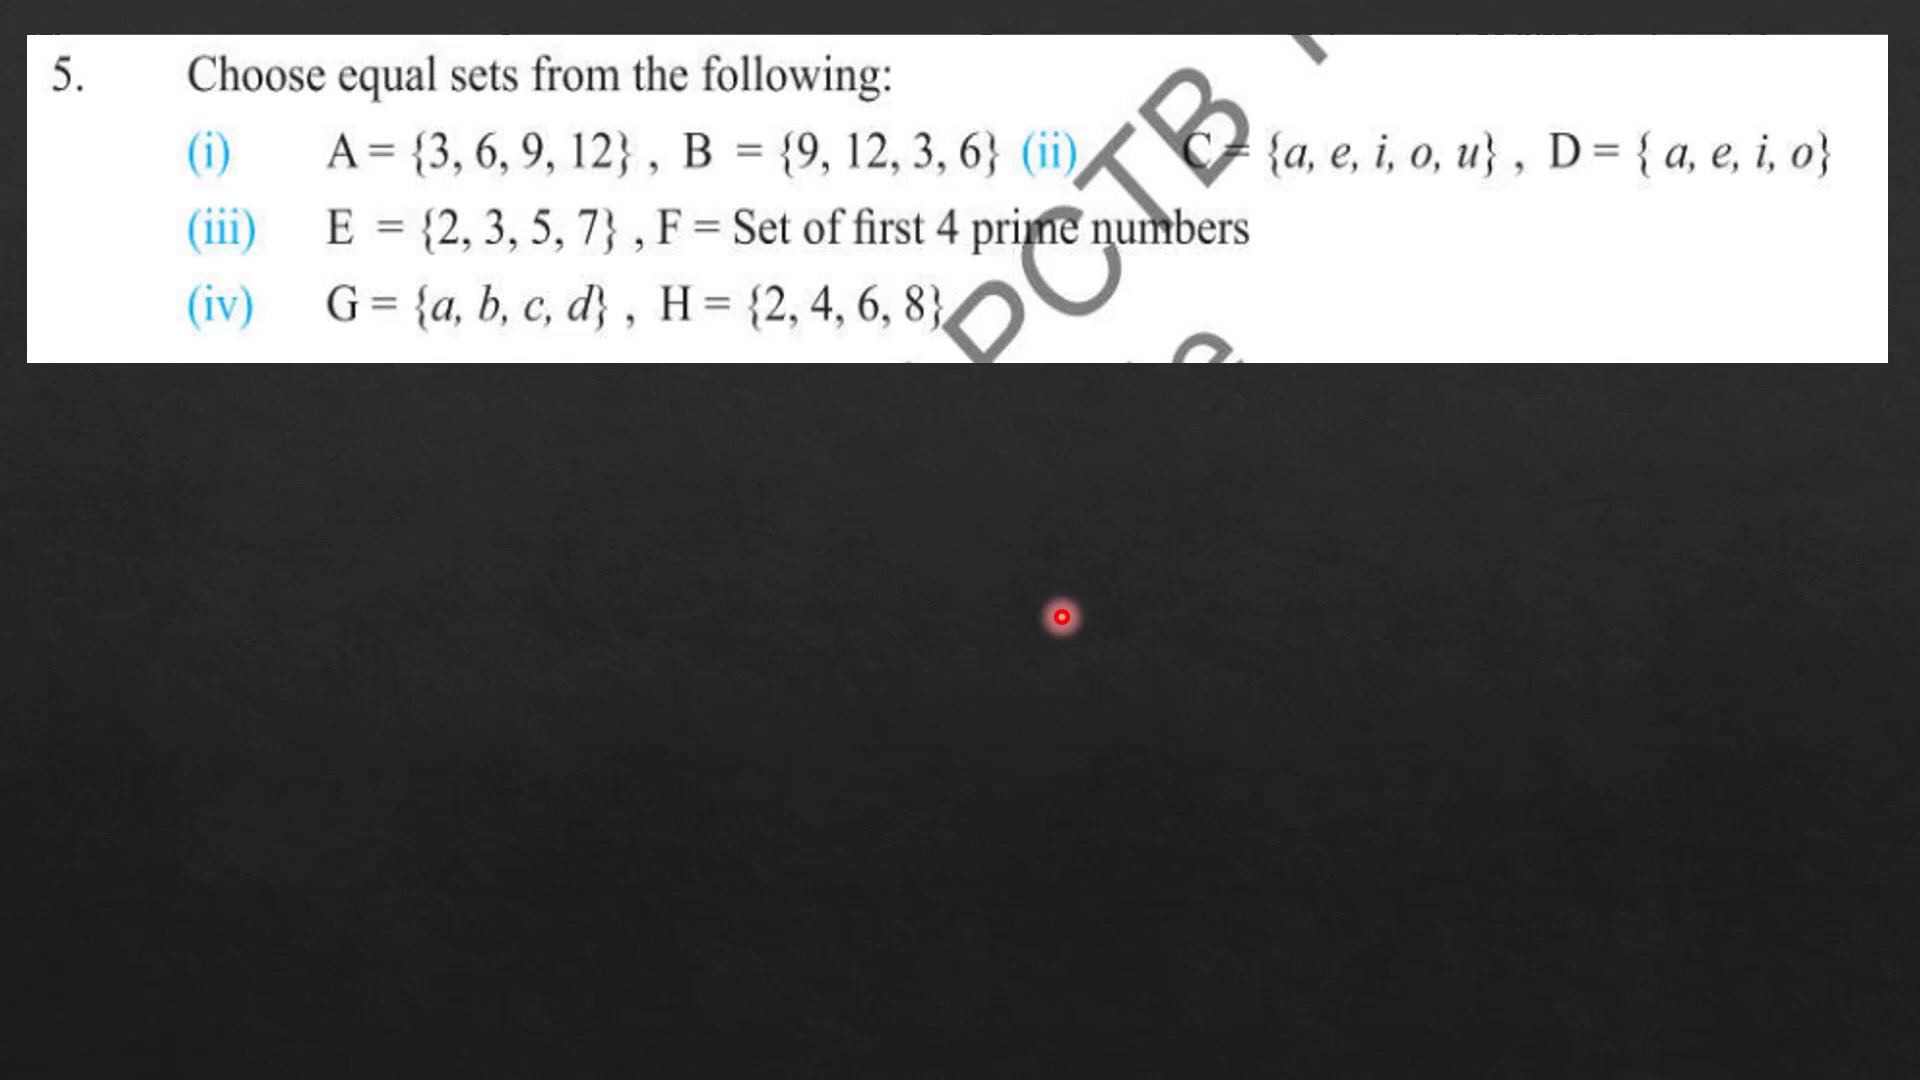 5. Choose equal sets from the following:
(i) A = {3, 6, 9, 12} , B = {9, 12, 3, 6} (ii) C = {a, e, i, o, u} , D = { a, e, i, o}
(iii) E = {2, 3, 5, 7} , F = Set of first 4 prime numbers
(iv) G = {a, b, c, d} , H = {2, 4, 6, 8}
PCTB